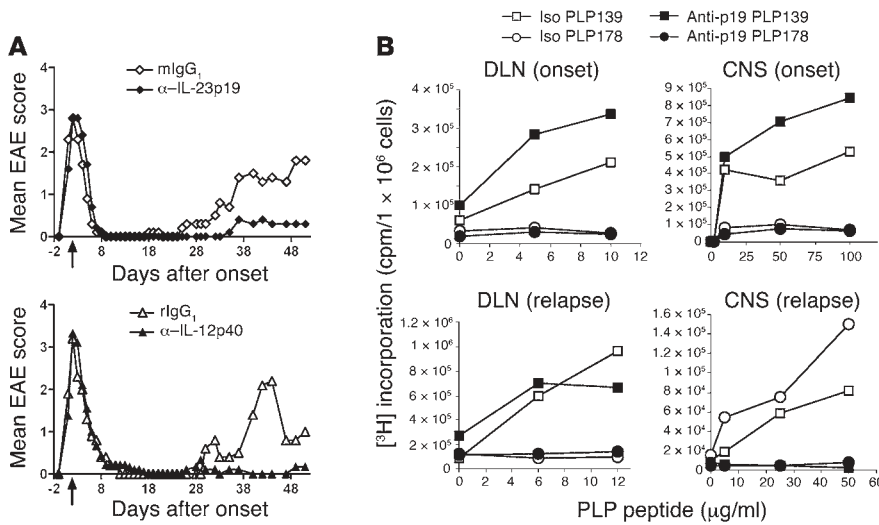 A
mIgG₁
α–IL-23p19
Mean EAE score
4
3
2
1
0
-2 8 18 28 38 48
Days after onset
rIgG₁
α–IL-12p40
Mean EAE score
4
3
2
1
0
-2 8 18 28 38 48
Days after onset
B
Iso PLP139
Anti-p19 PLP139
Iso PLP178
Anti-p19 PLP178
DLN (onset)
4 × 10⁵
3 × 10⁵
2 × 10⁵
1 × 10⁵
0
0 2 4 6 8 10 12
CNS (onset)
9 × 10⁵
8 × 10⁵
7 × 10⁵
6 × 10⁵
5 × 10⁵
4 × 10⁵
3 × 10⁵
2 × 10⁵
1 × 10⁵
0
0 25 50 75 100
DLN (relapse)
1.2 × 10⁶
1 × 10⁶
8 × 10⁵
6 × 10⁵
4 × 10⁵
2 × 10⁵
0
0 2 4 6 8 10 12
CNS (relapse)
1.6 × 10⁵
1.4 × 10⁵
1.2 × 10⁵
1 × 10⁵
8 × 10⁴
6 × 10⁴
4 × 10⁴
2 × 10⁴
0
0 10 20 30 40 50 60
[³H] incorporation (cpm/1 × 10⁶ cells)
PLP peptide (μg/ml)